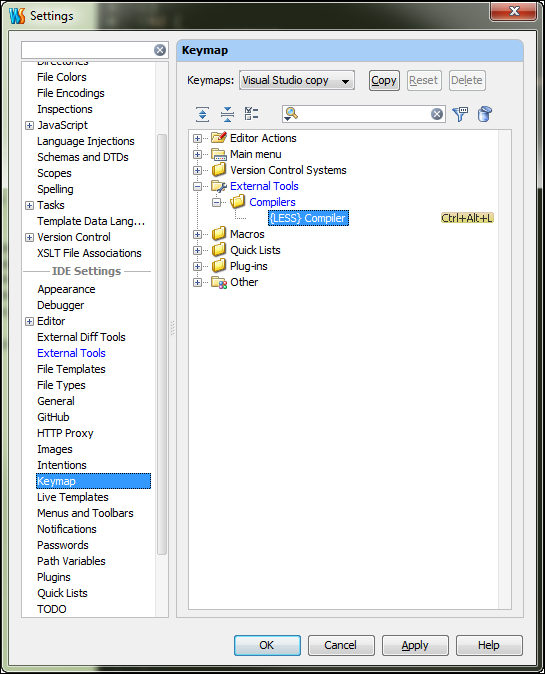 WS Settings
Directories
File Colors
File Encodings
Inspections
JavaScript
Language Injections
Schemas and DTDs
Scopes
Spelling
Tasks
Template Data Lang...
Version Control
XSLT File Associations
IDE Settings
Appearance
Debugger
Editor
External Diff Tools
External Tools
File Templates
File Types
General
GitHub
HTTP Proxy
Images
Intentions
Keymap
Live Templates
Menus and Toolbars
Notifications
Passwords
Path Variables
Plugins
Quick Lists
TODO
Keymap
Keymaps: Visual Studio copy Copy Reset Delete
Editor Actions
Main menu
Version Control Systems
External Tools
Compilers
{LESS} Compiler Ctrl+Alt+L
Macros
Quick Lists
Plug-ins
Other
OK Cancel Apply Help